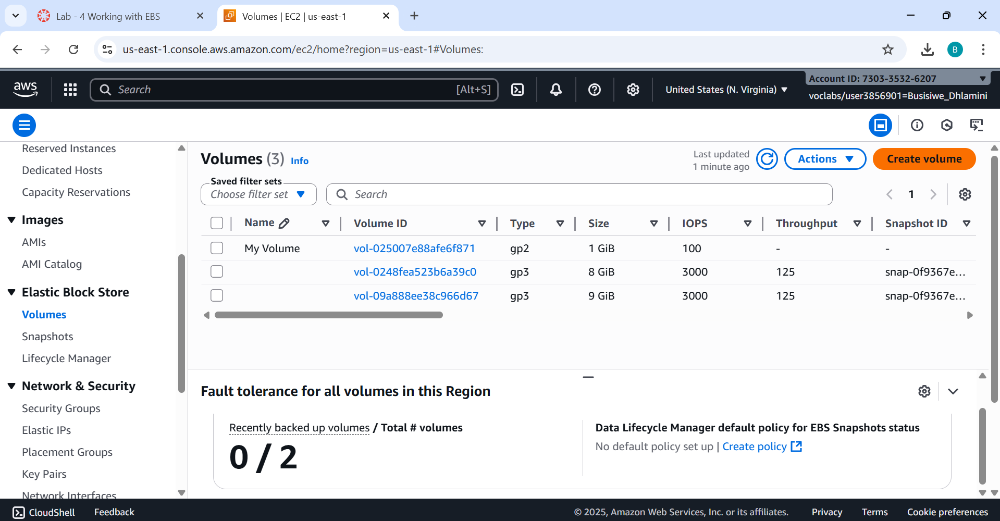 Lab - 4 Working with EBS
Volumes | EC2 | us-east-1
us-east-1.console.aws.amazon.com/ec2/home?region=us-east-1#Volumes:
B
aws
Search
[Alt+S]
United States (N. Virginia)
Account ID: 7303-3532-6207
voclabs/user3856901=Busisiwe_Dhlamini
Reserved Instances
Dedicated Hosts
Capacity Reservations
Images
AMIs
AMI Catalog
Elastic Block Store
Volumes
Snapshots
Lifecycle Manager
Network & Security
Security Groups
Elastic IPs
Placement Groups
Key Pairs
Network Interfaces
Volumes (3) Info
Last updated
1 minute ago
Actions
Create volume
Saved filter sets
Choose filter set
Search
1
Name Volume ID Type Size IOPS Throughput Snapshot ID
My Volume vol-025007e88afe6f871 gp2 1 GiB 100 - -
vol-0248fea523b6a39c0 gp3 8 GiB 3000 125 snap-0f9367e...
vol-09a888ee38c966d67 gp3 9 GiB 3000 125 snap-0f9367e...
Fault tolerance for all volumes in this Region
Recently backed up volumes / Total # volumes
0 / 2
Data Lifecycle Manager default policy for EBS Snapshots status
No default policy set up | Create policy
CloudShell
Feedback
© 2025, Amazon Web Services, Inc. or its affiliates.
Privacy
Terms
Cookie preferences